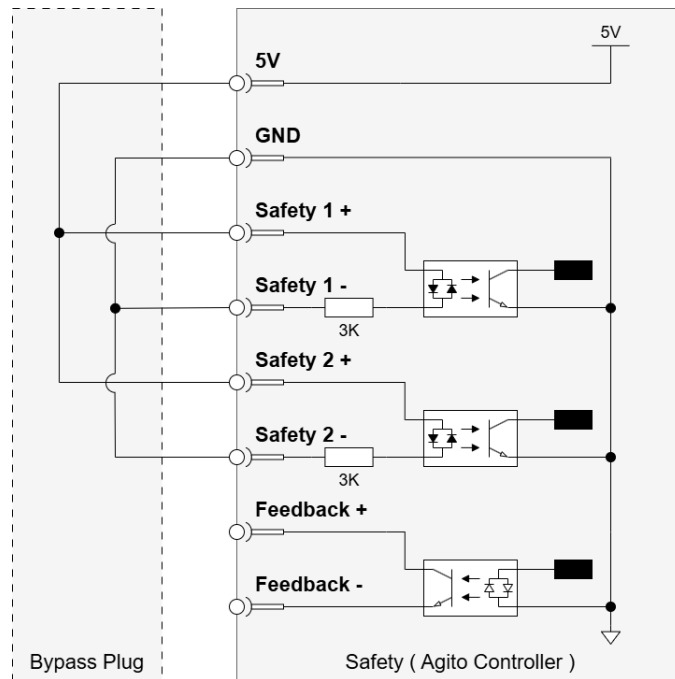 5V
5V
GND
Safety 1 +
Safety 1 -
3K
Safety 2 +
Safety 2 -
3K
Feedback +
Feedback -
Bypass Plug
Safety ( Agito Controller )